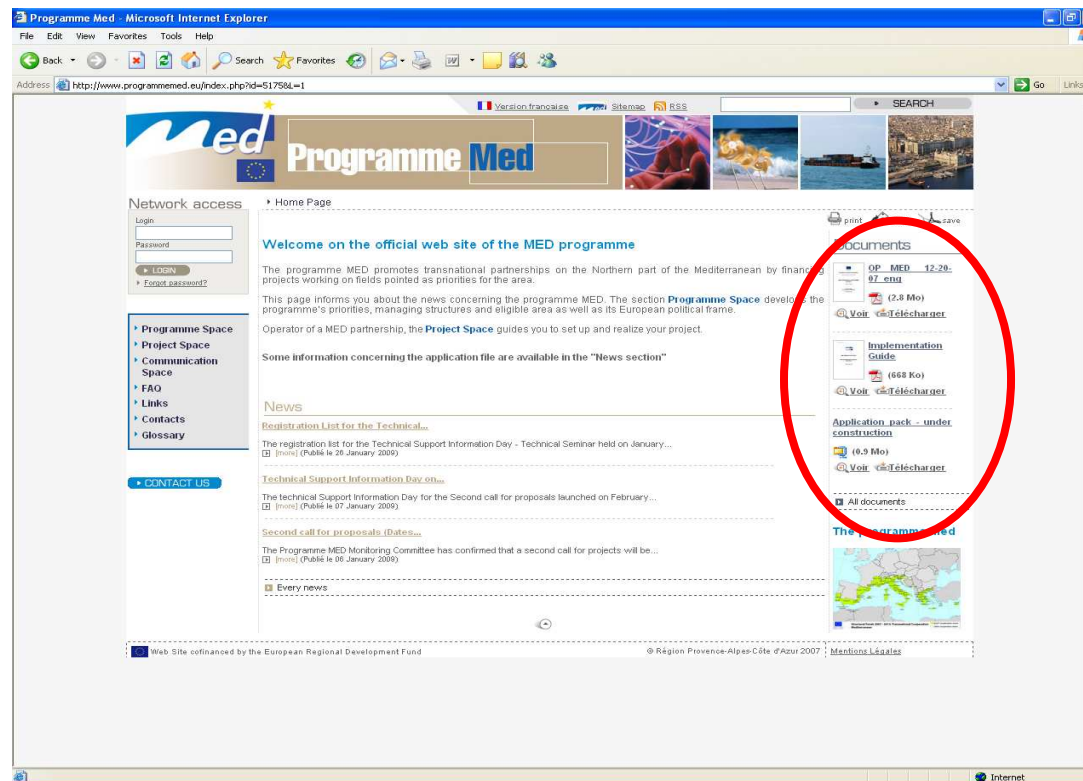 Programme Med - Microsoft Internet Explorer
File Edit View Favorites Tools Help
Back Search Favorites
Address http://www.programmemed.eu/index.php?id=5175&L=1 Go Links
Version française Sitemap RSS SEARCH
Med
Programme Med
Network access
Home Page
Login
Password
LOGIN
Forgot password?
Programme Space
Project Space
Communication
Space
FAQ
Links
Contacts
Glossary
CONTACT US
Welcome on the official web site of the MED programme
The programme MED promotes transnational partnerships on the Northern part of the Mediterranean by financing
projects working on fields pointed as priorities for the area.
This page informs you about the news concerning the programme MED. The section Programme Space develops the
programme's priorities, managing structures and eligible area as well as its European political frame.
Operator of a MED partnership, the Project Space guides you to set up and realize your project.
Some information concerning the application file are available in the "News section"
News
Registration List for the Technical...
The registration list for the Technical Support Information Day - Technical Seminar held on January...
[more] (Publié le 26 January 2009)
Technical Support Information Day on...
The technical Support Information Day for the Second call for proposals launched on February...
[more] (Publié le 07 January 2009)
Second call for proposals (Dates...
The Programme MED Monitoring Committee has confirmed that a second call for projects will be...
[more] (Publié le 06 January 2009)
Every news
print save
Documents
OP MED 12-20-
07 eng
(2.8 Mo)
Voir Télécharger
Implementation
Guide
(668 Ko)
Voir Télécharger
Application pack - under
construction
(0.9 Mo)
Voir Télécharger
All documents
The programme Med
Web Site cofinanced by the European Regional Development Fund
© Région Provence-Alpes-Côte d'Azur 2007
Mentions Légales
Internet